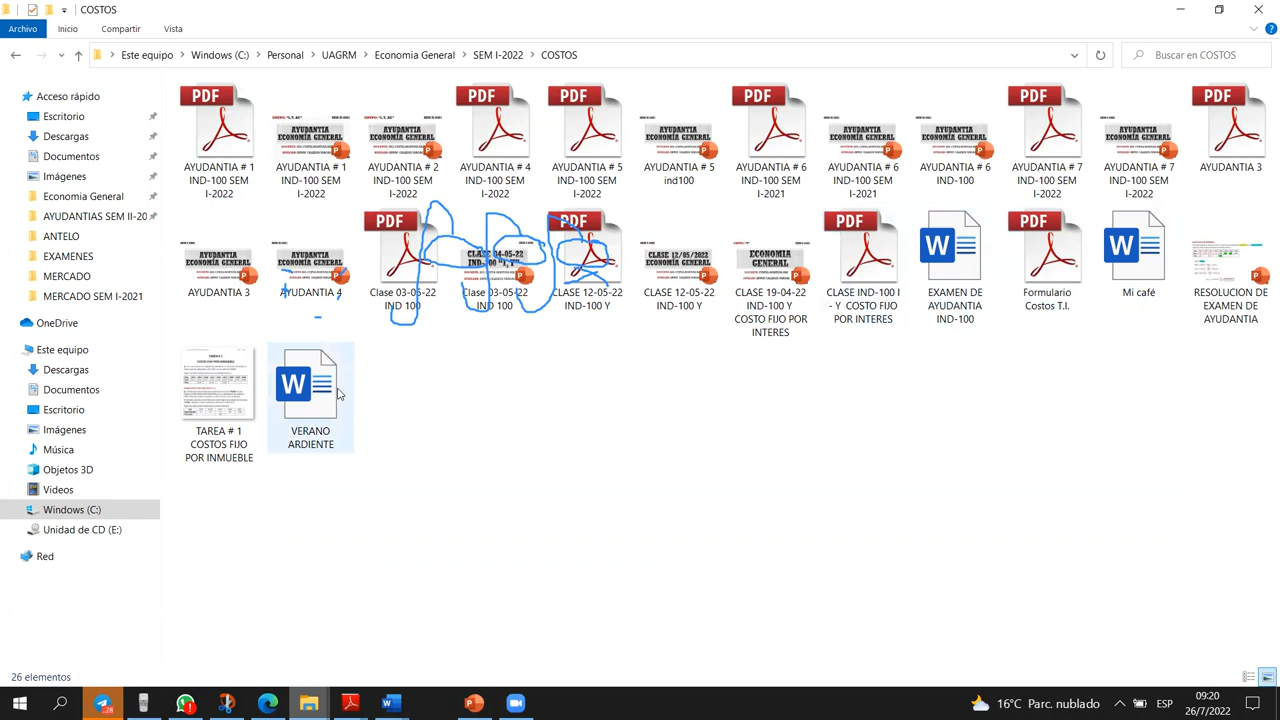 COSTOS
Archivo Inicio Compartir Vista
Este equipo > Windows (C:) > Personal > UAGRM > Economia General > SEM I-2022 > COSTOS
Buscar en COSTOS
Acceso rápido
Escritorio
Descargas
Documentos
Imágenes
Economia General
AYUDANTIAS SEM II-20
ANTELO
EXAMENES
MERCADO
MERCADO SEM I-2021
OneDrive
Este equipo
Descargas
Documentos
Escritorio
Imágenes
Música
Objetos 3D
Videos
Windows (C:)
Unidad de CD (E:)
Red
AYUDANTIA # 1
IND-100 SEM
I-2022
AYUDANTIA # 1
IND-100 SEM
I-2022
AYUDANTIA # 2
IND-100 SEM
I-2022
AYUDANTIA # 4
IND-100 SEM
I-2022
AYUDANTIA # 5
IND-100 SEM
I-2022
AYUDANTIA # 5
ind100
AYUDANTIA # 6
IND-100 SEM
I-2021
AYUDANTIA # 6
IND-100 SEM
I-2021
AYUDANTIA # 6
IND-100
AYUDANTIA # 7
IND-100 SEM
I-2022
AYUDANTIA # 7
IND-100 SEM
I-2022
AYUDANTIA 3
AYUDANTIA 3
AYUDANTIA 4
Clase 03-05-22
IND 100
Clase 03-05-22
IND 100
CLASE 12-05-22
IND-100 Y
CLASE 12-05-22
IND-100 Y
CLASE 19-04-22
IND-100 Y
COSTO FIJO POR
INTERES
CLASE IND-100 I
- Y COSTO FIJO
POR INTERES
EXAMEN DE
AYUDANTIA
IND-100
Formulario
Costos T.I.
Mi café
RESOLUCION DE
EXAMEN DE
AYUDANTIA
TAREA # 1
COSTOS FIJO
POR INMUEBLE
VERANO
ARDIENTE
26 elementos
16°C Parc. nublado
ESP
09:20
26/7/2022